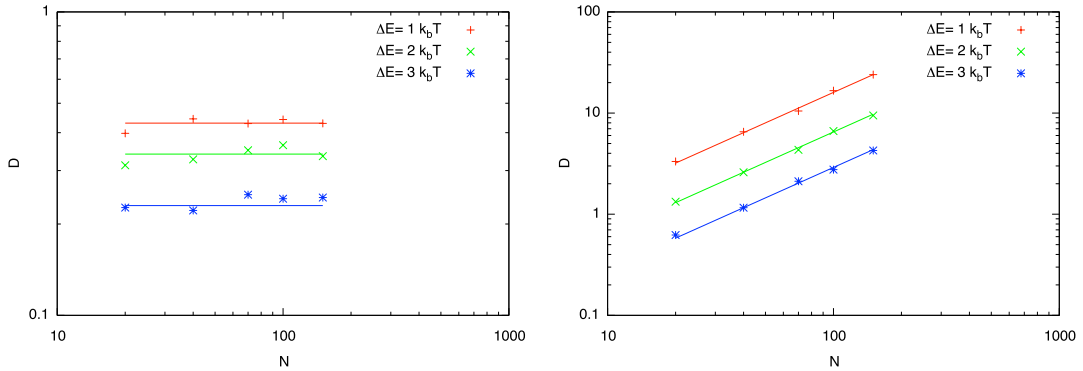 1
ΔE= 1 k_bT
ΔE= 2 k_bT
ΔE= 3 k_bT
D
0.1
10
100
1000
N
100
ΔE= 1 k_bT
ΔE= 2 k_bT
ΔE= 3 k_bT
10
D
1
0.1
10
100
1000
N